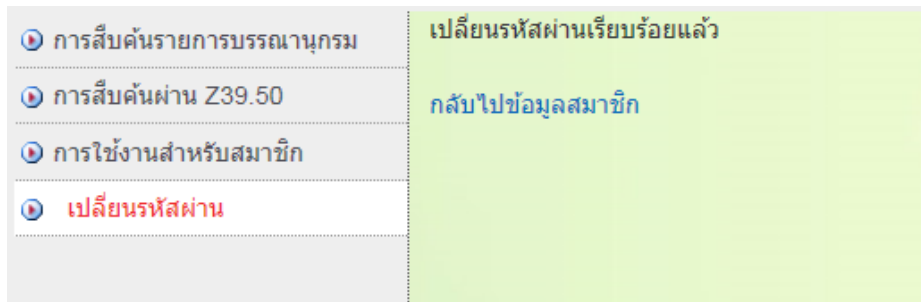 การสืบค้นรายการบรรณานุกรม
การสืบค้นผ่าน Z39.50
การใช้งานสำหรับสมาชิก
เปลี่ยนรหัสผ่าน
เปลี่ยนรหัสผ่านเรียบร้อยแล้ว
กลับไปข้อมูลสมาชิก